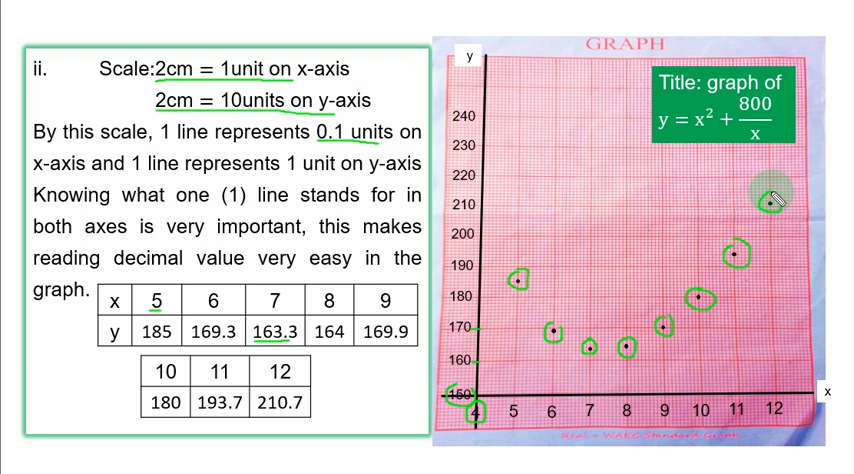 ii. Scale:2cm = 1unit on x-axis
2cm = 10units on y-axis
By this scale, 1 line represents 0.1 units on
x-axis and 1 line represents 1 unit on y-axis
Knowing what one (1) line stands for in
both axes is very important, this makes
reading decimal value very easy in the
graph.
x 5 6 7 8 9
y 185 169.3 163.3 164 169.9
10 11 12
180 193.7 210.7
GRAPH
y
Title: graph of
y = x² + 800/x
240
230
220
210
200
190
180
170
160
150
x
4 5 6 7 8 9 10 11 12
Real - WAEC Standard Graph